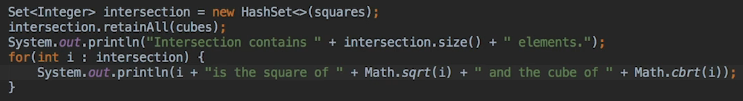 Set<Integer> intersection = new HashSet<>(squares);
intersection.retainAll(cubes);
System.out.println("Intersection contains " + intersection.size() + " elements.");
for(int i : intersection) {
    System.out.println(i + "is the square of " + Math.sqrt(i) + " and the cube of " + Math.cbrt(i));
}